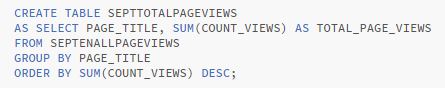 CREATE TABLE SEPTTOTALPAGEVIEWS
AS SELECT PAGE_TITLE, SUM(COUNT_VIEWS) AS TOTAL_PAGE_VIEWS
FROM SEPTENALLPAGEVIEWS
GROUP BY PAGE_TITLE
ORDER BY SUM(COUNT_VIEWS) DESC;